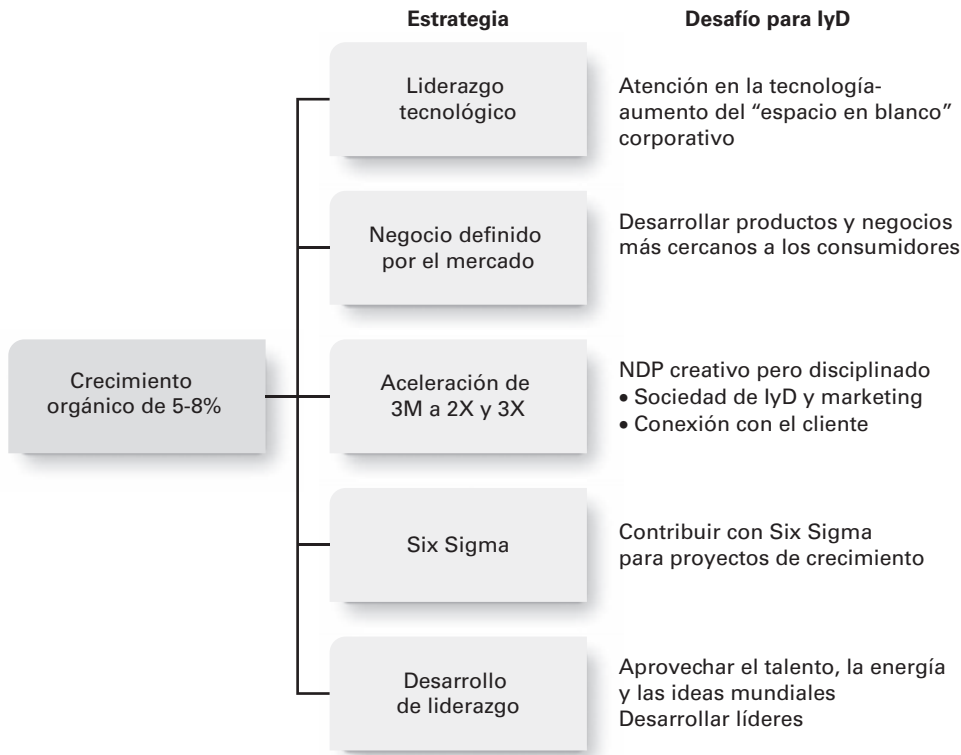 Estrategia
Desafío para IyD
Liderazgo
tecnológico
Atención en la tecnología-
aumento del “espacio en blanco”
corporativo
Negocio definido
por el mercado
Desarrollar productos y negocios
más cercanos a los consumidores
Crecimiento
orgánico de 5-8%
Aceleración de
3M a 2X y 3X
NDP creativo pero disciplinado
• Sociedad de IyD y marketing
• Conexión con el cliente
Six Sigma
Contribuir con Six Sigma
para proyectos de crecimiento
Desarrollo
de liderazgo
Aprovechar el talento, la energía
y las ideas mundiales
Desarrollar líderes